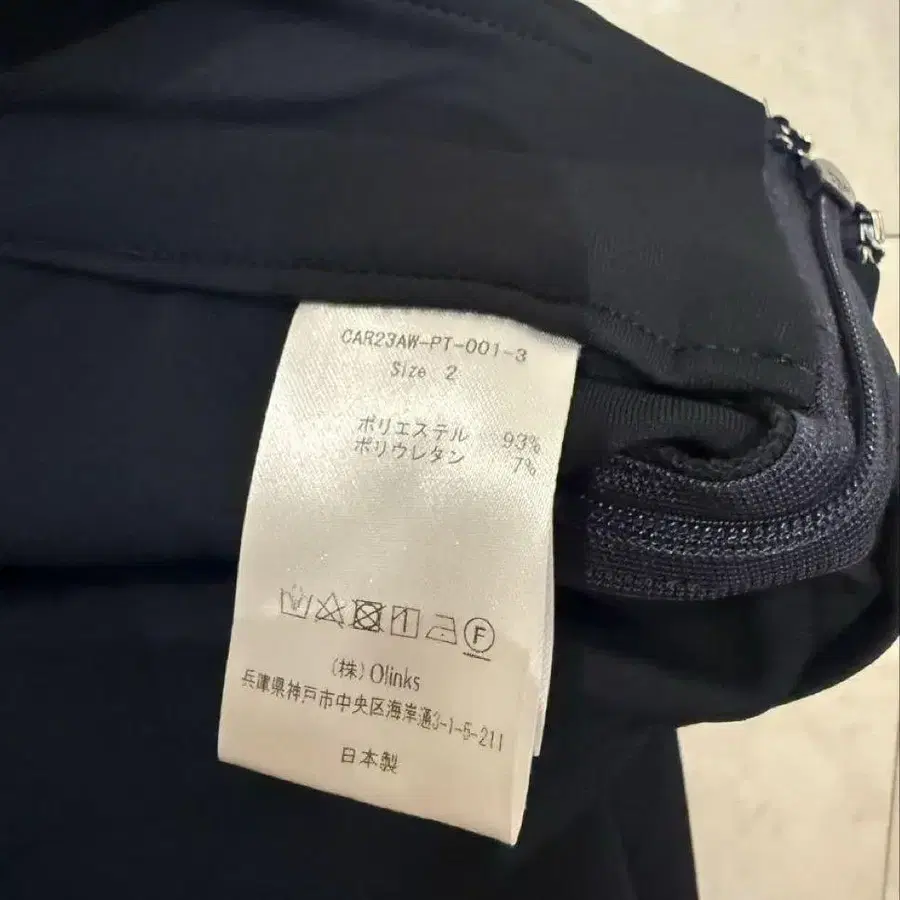 CAR23AW-PT-001-3
Size 2
ポリエステル 93%
ポリウレタン 7%
F
(株) Olinks
兵庫県神戸市中央区海岸通3-1-5-211
日本製